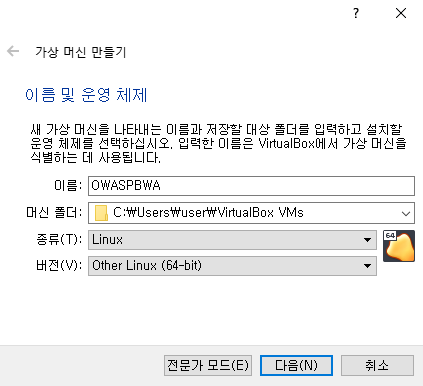 ?
가상 머신 만들기
이름 및 운영 체제
새 가상 머신을 나타내는 이름과 저장할 대상 폴더를 입력하고 설치할
운영 체제를 선택하십시오. 입력한 이름은 VirtualBox에서 가상 머신을
식별하는 데 사용됩니다.
이름: OWASPBWA
머신 폴더: C:₩Users₩user₩VirtualBox VMs
종류(T): Linux
64
버전(V): Other Linux (64-bit)
전문가 모드(E) 다음(N) 취소